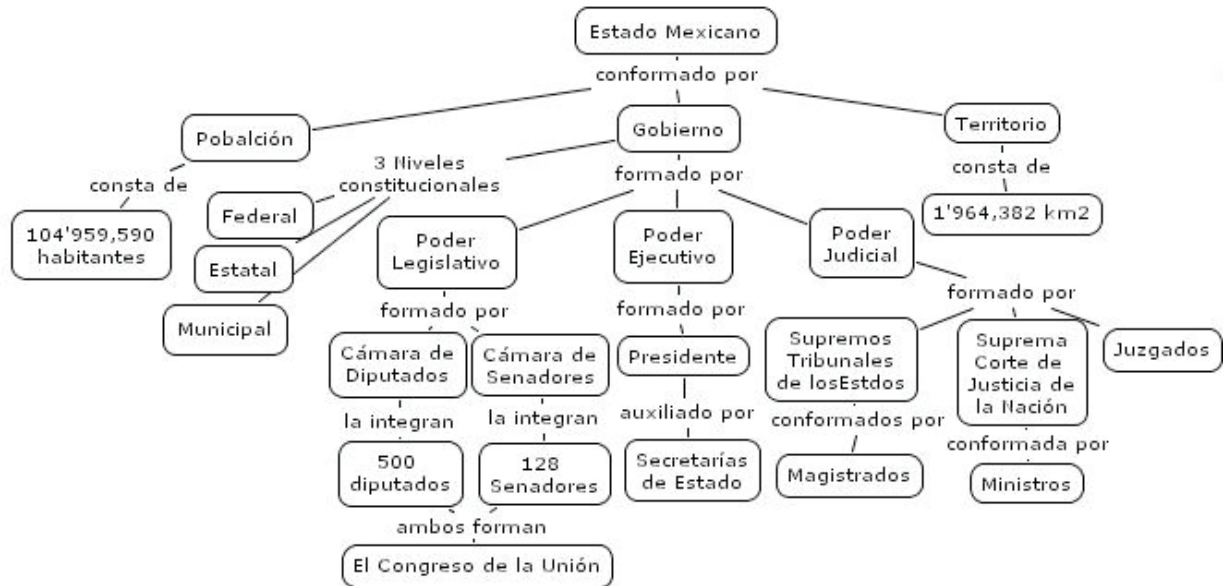 Estado Mexicano
conformado por
Pobalción
Gobierno
Territorio
consta de
3 Niveles
constitucionales
formado por
consta de
104'959,590
habitantes
Federal
Estatal
Municipal
Poder
Legislativo
Poder
Ejecutivo
Poder
Judicial
1'964,382 km2
formado por
formado por
formado por
Cámara de
Diputados
Cámara de
Senadores
Presidente
Supremos
Tribunales
de losEstdos
Suprema
Corte de
Justicia de
la Nación
Juzgados
la integran
la integran
auxiliado por
conformados por
conformada por
500
diputados
128
Senadores
Secretarías
de Estado
Magistrados
Ministros
ambos forman
El Congreso de la Unión